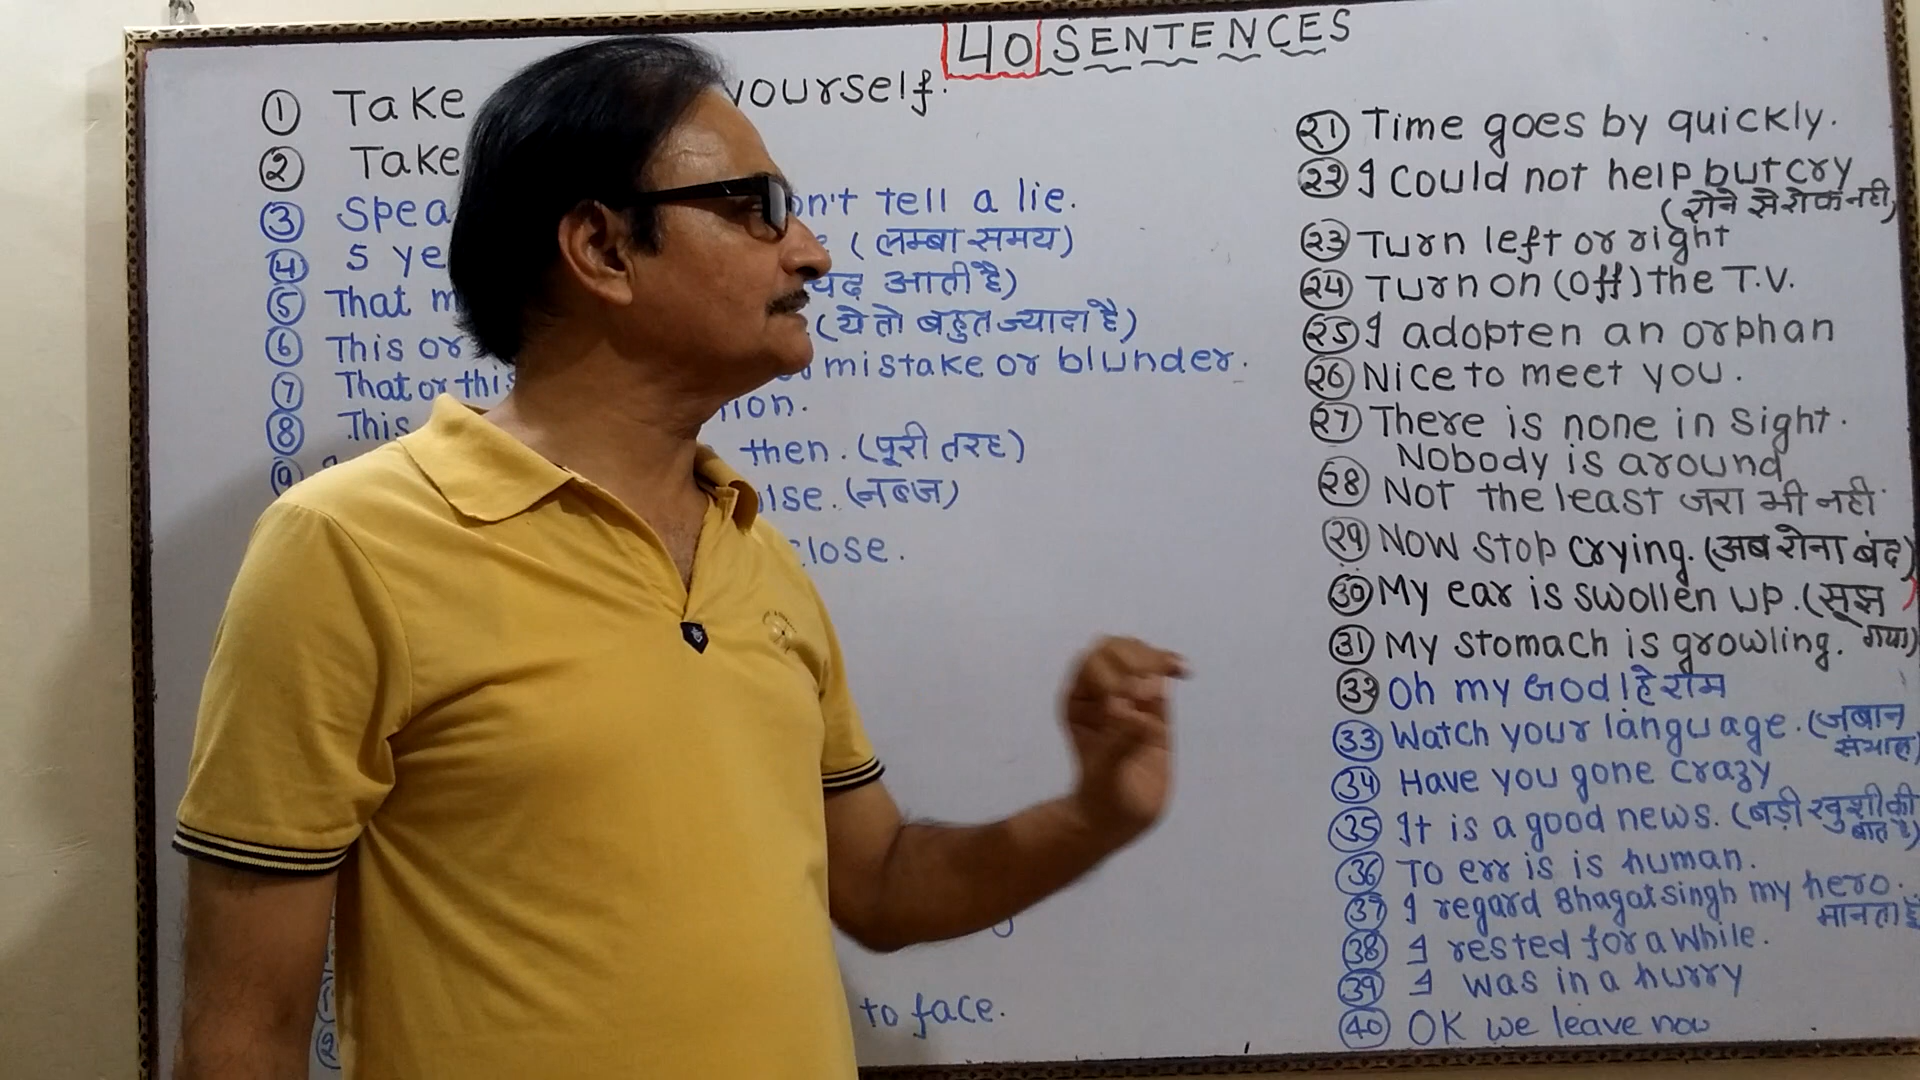 40 SENTENCES
① Take yourself.
② Take
③ on't tell a lie.
④ 5 (लम्बा समय)
⑤ That आती है)
⑥ This or (ये तो बहुत ज्यादा है)
⑦ That or this mistake or blunder.
⑧ This
⑨ then. (पूरी तरह)
(नब्ज)
close.
to face.
㉑ Time goes by quickly.
㉒ I could not help but cry
(रोने से रोक नही)
㉓ Turn left or right
㉔ Turn on (off) the T.V.
㉕ I adopten an orphan
㉖ Nice to meet you.
㉗ There is none in sight.
Nobody is around
㉘ Not the least जरा भी नही
㉙ Now stop crying. (अब रोना बंद)
㉚ My ear is swollen up. (सूझ
गया)
㉛ My stomach is growling.
㉜ Oh my God! हे राम
㉝ Watch your language. (जबान
संभाल)
㉞ Have you gone crazy
㉟ It is a good news. (बड़ी खुशी की
बात है)
㊱ To err is is human.
㊲ I regard Bhagat singh my hero.
मानता हूँ
㊳ I rested for a while.
㊴ I was in a hurry
㊵ OK we leave now